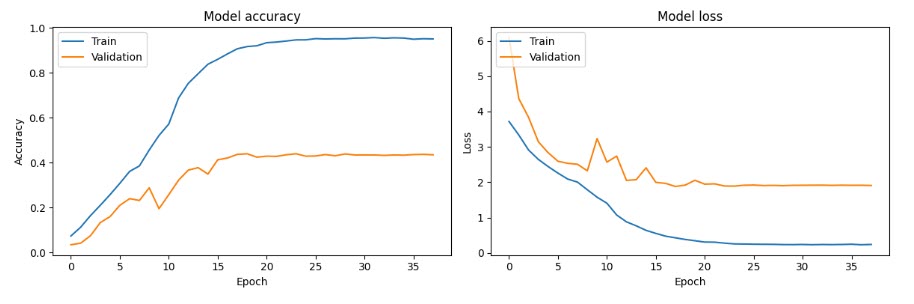 Model accuracy
1.0
0.8
0.6
0.4
0.2
0.0
Accuracy
Train
Validation
0 5 10 15 20 25 30 35
Epoch
Model loss
6
5
4
3
2
1
0
Loss
Train
Validation
0 5 10 15 20 25 30 35
Epoch